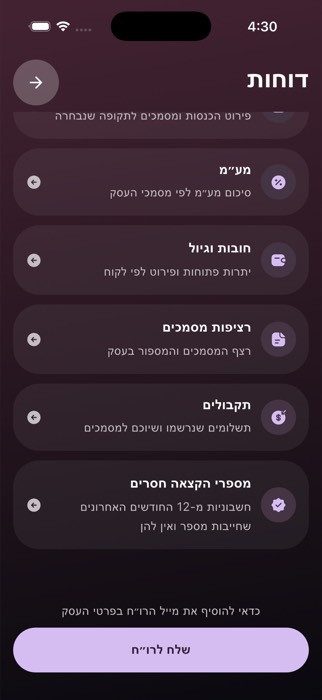 4:30
דוחות
פירוט הכנסות ומסמכים לתקופה שנבחרה
מע״מ
סיכום מע״מ לפי מסמכי העסק
חובות וגיול
יתרות פתוחות ופירוט לפי לקוח
רציפות מסמכים
רצף המסמכים והמספור בעסק
תקבולים
תשלומים שנרשמו ושיוכם למסמכים
מספרי הקצאה חסרים
חשבוניות מ-12 החודשים האחרונים
שחייבות מספר ואין להן
כדאי להוסיף את מייל הרו״ח בפרטי העסק
שלח לרו״ח